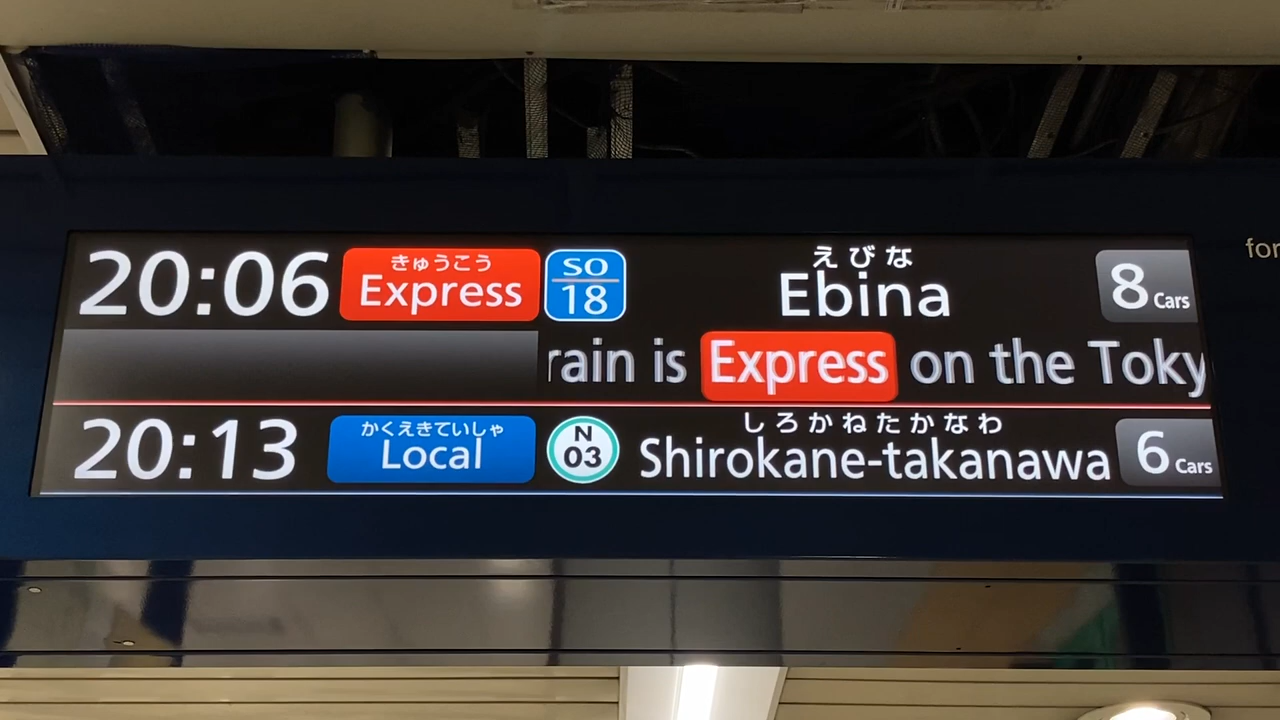 20:06 きゅうこう Express SO 18 えびな Ebina 8 Cars
rain is Express on the Toky
20:13 かくえきていしゃ Local N 03 しろかねたかなわ Shirokane-takanawa 6 Cars
for